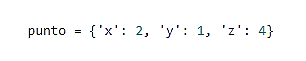 punto = {'x': 2, 'y': 1, 'z': 4}